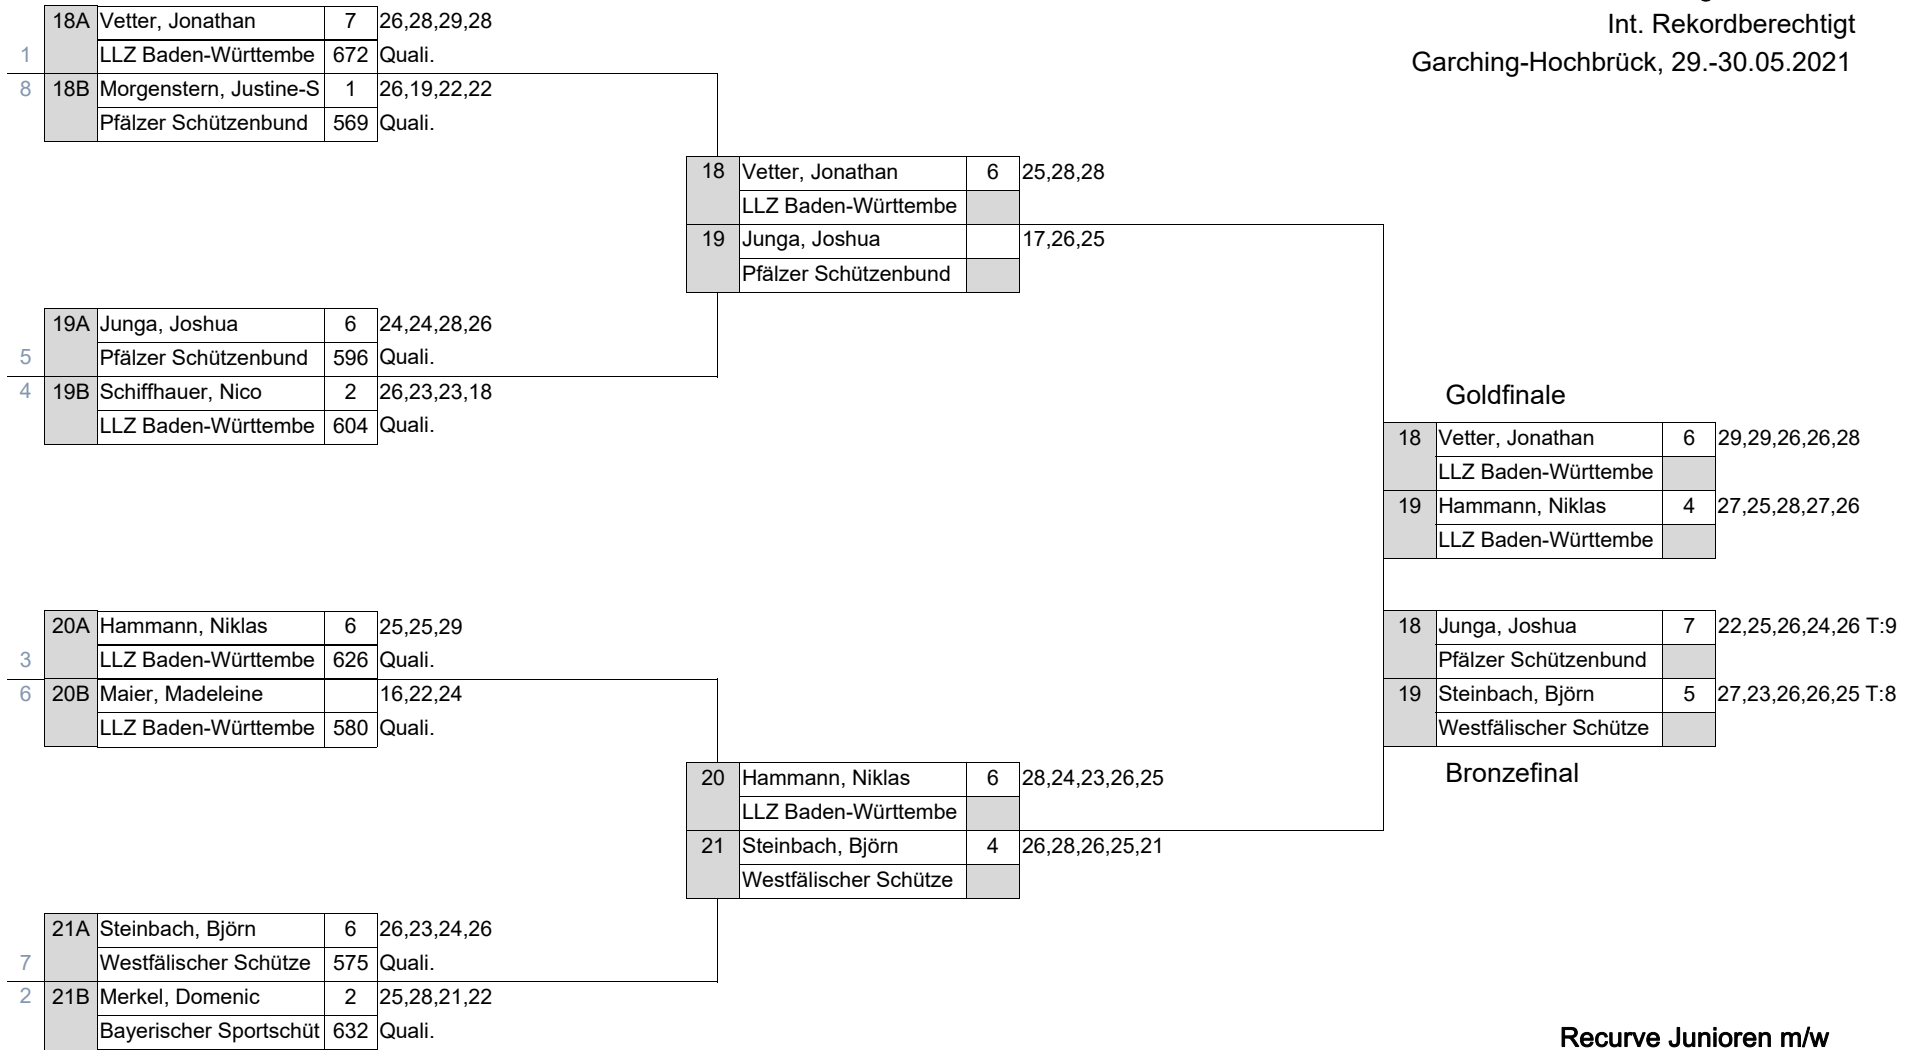 Int. Rekordberechtigt
Garching-Hochbrück, 29.-30.05.2021
18A Vetter, Jonathan 7 26,28,29,28
1 LLZ Baden-Württembe 672 Quali.
8 18B Morgenstern, Justine-S 1 26,19,22,22
Pfälzer Schützenbund 569 Quali.
18 Vetter, Jonathan 6 25,28,28
LLZ Baden-Württembe
19 Junga, Joshua 17,26,25
Pfälzer Schützenbund
19A Junga, Joshua 6 24,24,28,26
5 Pfälzer Schützenbund 596 Quali.
4 19B Schiffhauer, Nico 2 26,23,23,18
LLZ Baden-Württembe 604 Quali.
Goldfinale
18 Vetter, Jonathan 6 29,29,26,26,28
LLZ Baden-Württembe
19 Hammann, Niklas 4 27,25,28,27,26
LLZ Baden-Württembe
20A Hammann, Niklas 6 25,25,29
3 LLZ Baden-Württembe 626 Quali.
6 20B Maier, Madeleine 16,22,24
LLZ Baden-Württembe 580 Quali.
18 Junga, Joshua 7 22,25,26,24,26 T:9
Pfälzer Schützenbund
19 Steinbach, Björn 5 27,23,26,26,25 T:8
Westfälischer Schütze
Bronzefinal
20 Hammann, Niklas 6 28,24,23,26,25
LLZ Baden-Württembe
21 Steinbach, Björn 4 26,28,26,25,21
Westfälischer Schütze
21A Steinbach, Björn 6 26,23,24,26
7 Westfälischer Schütze 575 Quali.
2 21B Merkel, Domenic 2 25,28,21,22
Bayerischer Sportschüt 632 Quali.
Recurve Junioren m/w